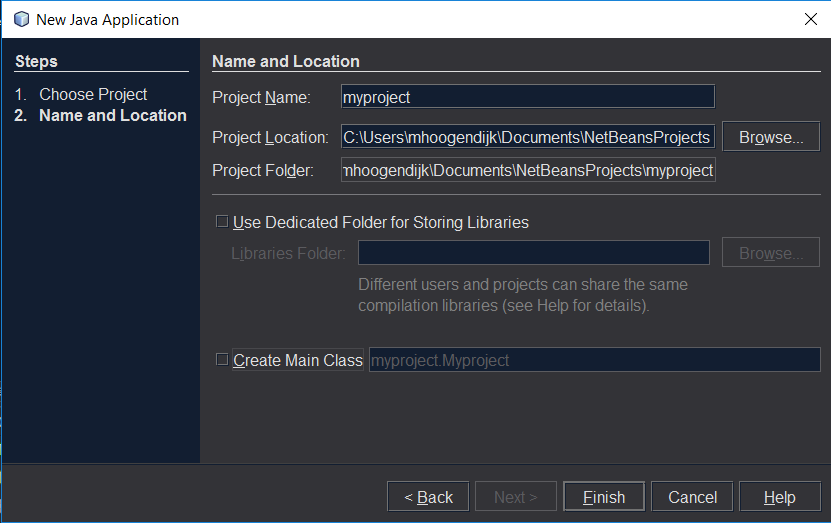 New Java Application
Steps
1. Choose Project
2. Name and Location
Name and Location
Project Name: myproject
Project Location: C:\Users\mhoogendijk\Documents\NetBeansProjects Browse...
Project Folder: mhoogendijk\Documents\NetBeansProjects\myproject
Use Dedicated Folder for Storing Libraries
Libraries Folder: Browse...
Different users and projects can share the same
compilation libraries (see Help for details).
Create Main Class myproject.Myproject
< Back Next > Finish Cancel Help